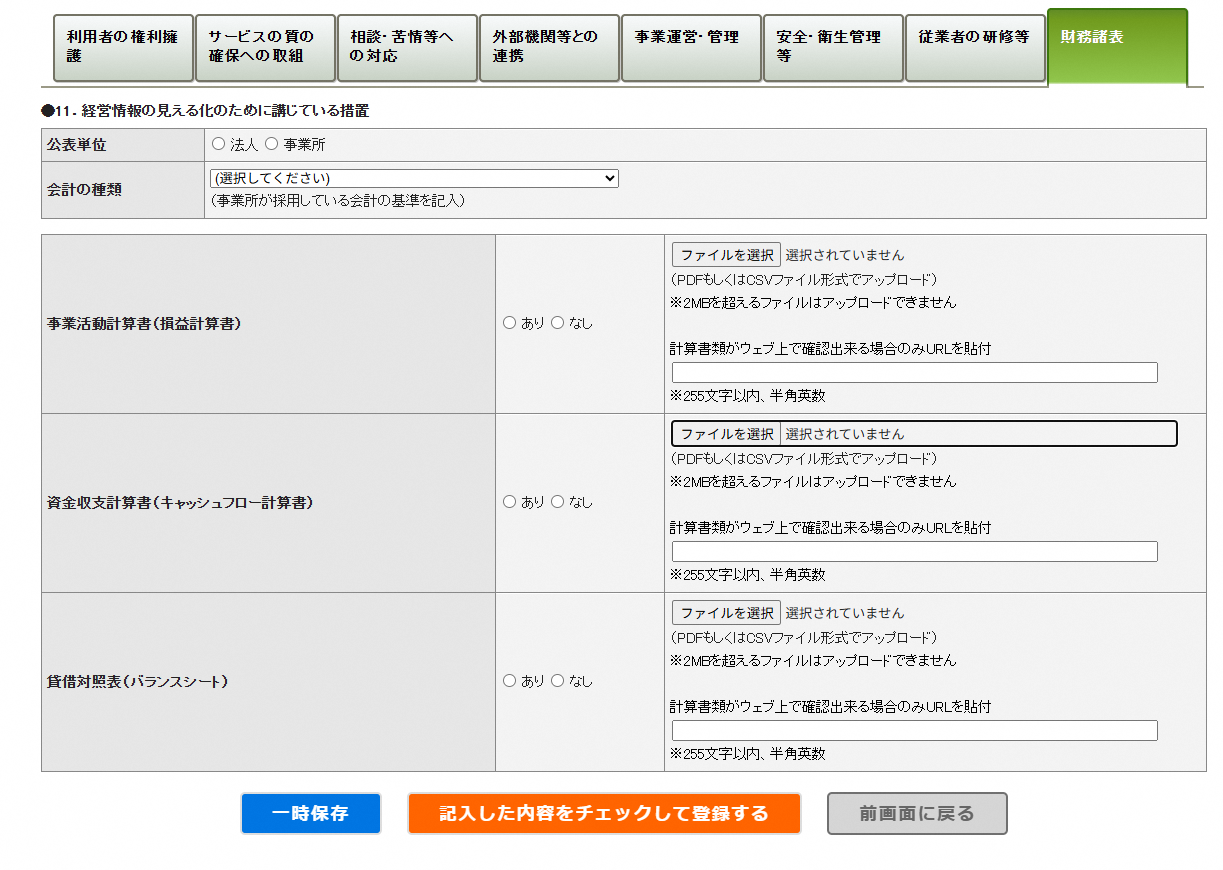 利用者の権利擁
護
サービスの質の
確保への取組
相談・苦情等へ
の対応
外部機関等との
連携
事業運営・管理
安全・衛生管理
等
従業者の研修等
財務諸表
●11．経営情報の見える化のために講じている措置
公表単位
法人 事業所
会計の種類
(選択してください)
（事業所が採用している会計の基準を記入）
事業活動計算書（損益計算書）
あり なし
ファイルを選択 選択されていません
（PDFもしくはCSVファイル形式でアップロード）
※2MBを超えるファイルはアップロードできません
計算書類がウェブ上で確認出来る場合のみURLを貼付
※255文字以内、半角英数
資金収支計算書（キャッシュフロー計算書）
あり なし
ファイルを選択 選択されていません
（PDFもしくはCSVファイル形式でアップロード）
※2MBを超えるファイルはアップロードできません
計算書類がウェブ上で確認出来る場合のみURLを貼付
※255文字以内、半角英数
貸借対照表（バランスシート）
あり なし
ファイルを選択 選択されていません
（PDFもしくはCSVファイル形式でアップロード）
※2MBを超えるファイルはアップロードできません
計算書類がウェブ上で確認出来る場合のみURLを貼付
※255文字以内、半角英数
一時保存
記入した内容をチェックして登録する
前画面に戻る